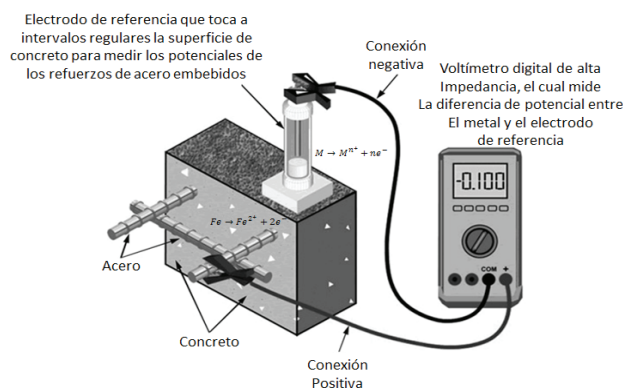 Electrodo de referencia que toca a
intervalos regulares la superficie de
concreto para medir los potenciales de
los refuerzos de acero embebidos
Conexión
negativa
Voltímetro digital de alta
Impedancia, el cual mide
La diferencia de potencial entre
El metal y el electrodo
de referencia
M → Mⁿ⁺ + ne⁻
-0.100
Fe → Fe²⁺ + 2e⁻
Acero
COM +
Concreto
Conexión
Positiva